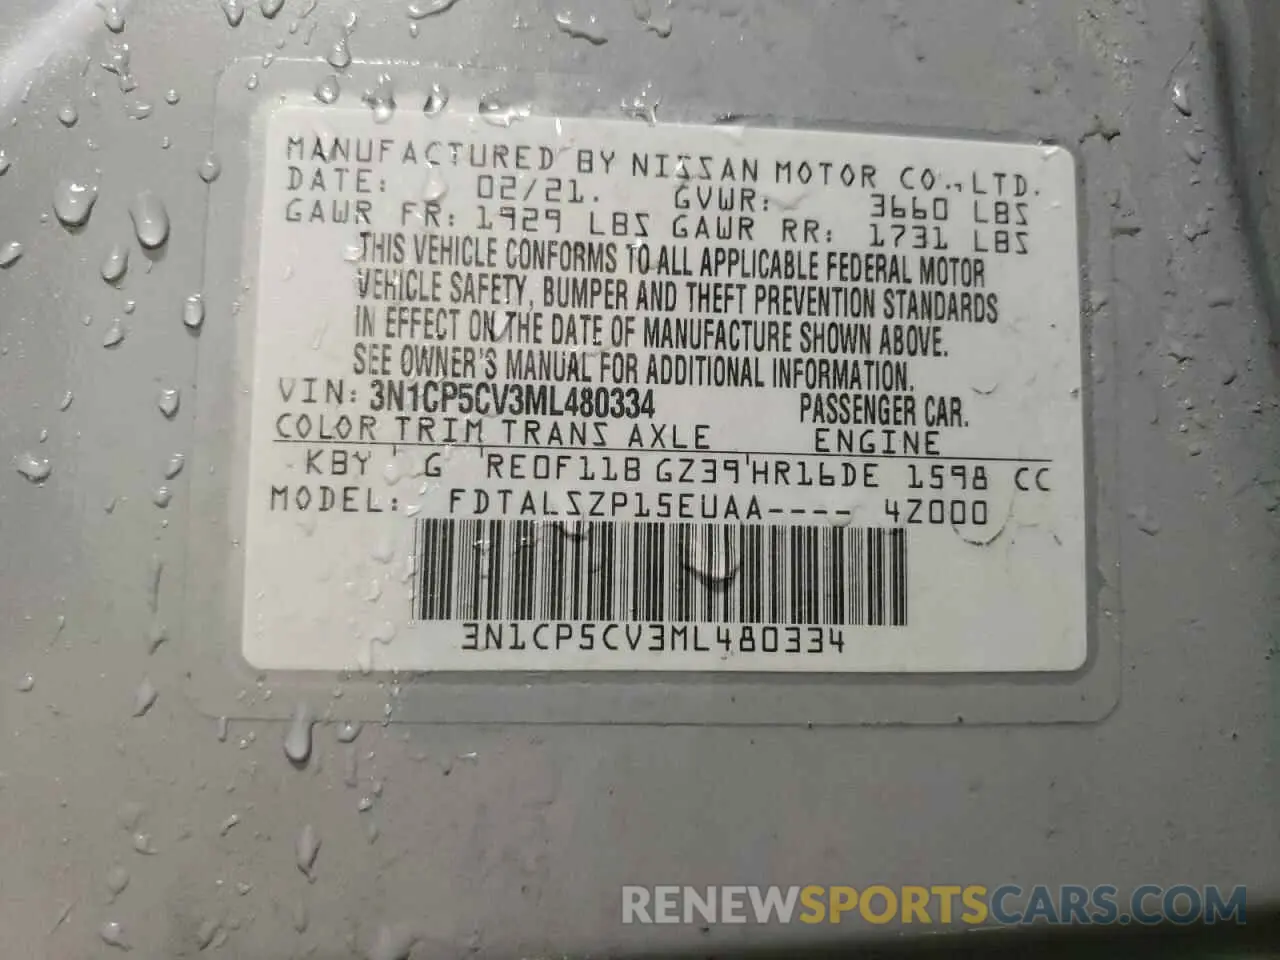 MANUFACTURED BY NISSAN MOTOR CO.,LTD.
DATE: 02/21. GVWR: 3660 LBS
GAWR FR: 1929 LBS GAWR RR: 1731 LBS
THIS VEHICLE CONFORMS TO ALL APPLICABLE FEDERAL MOTOR
VEHICLE SAFETY, BUMPER AND THEFT PREVENTION STANDARDS
IN EFFECT ON THE DATE OF MANUFACTURE SHOWN ABOVE.
SEE OWNER'S MANUAL FOR ADDITIONAL INFORMATION.
VIN: 3N1CP5CV3ML480334 PASSENGER CAR.
COLOR TRIM TRANS AXLE ENGINE
KBY G RE0F11B GZ39 HR16DE 1598 CC
MODEL: FDTALSZP15EUAA---- 4Z000
3N1CP5CV3ML480334
RENEWSPORTSCARS.COM